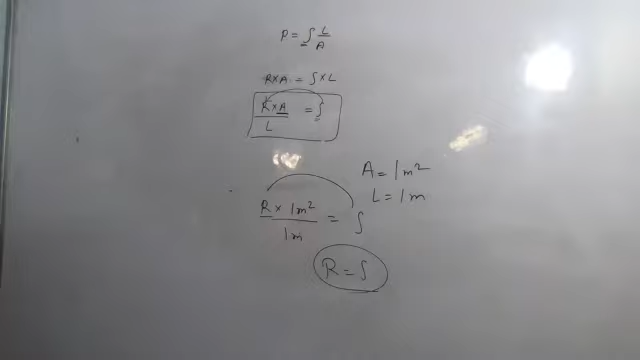 R = ρ L/A
R×A = ρ×L
R×A/L = ρ
A = 1m²
L = 1m
R × 1m²/1m = ρ
R = ρ